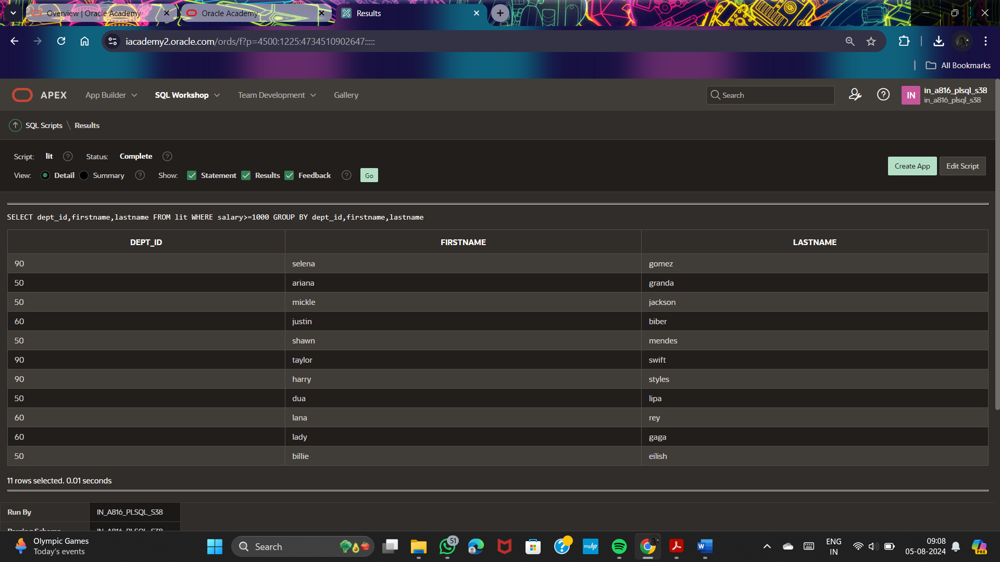 Overview | Oracle Academy
Oracle Academy
Results
iacademy2.oracle.com/ords/f?p=4500:1225:4734510902647:::::
All Bookmarks
APEX App Builder SQL Workshop Team Development Gallery Search IN in_a816_plsql_s38
in_a816_plsql_s38
SQL Scripts \ Results
Script: lit ? Status: Complete ?
View: Detail Summary ? Show: Statement Results Feedback ? Go
Create App Edit Script
SELECT dept_id,firstname,lastname FROM lit WHERE salary>=1000 GROUP BY dept_id,firstname,lastname
DEPT_ID FIRSTNAME LASTNAME
90 selena gomez
50 ariana granda
50 mickle jackson
60 justin biber
50 shawn mendes
90 taylor swift
90 harry styles
50 dua lipa
60 lana rey
60 lady gaga
50 billie eilish
11 rows selected. 0.01 seconds
Run By IN_A816_PLSQL_S38
Parsing Schema IN_A816_PLSQL_S38
Olympic Games
Today's events
Search
51
myhp
W
ENG
IN
09:08
05-08-2024
PRE